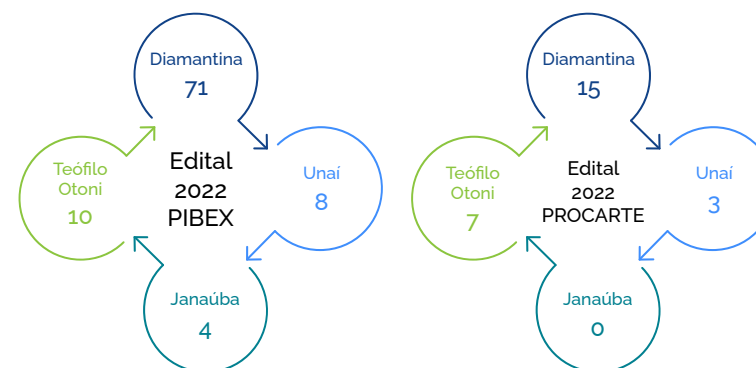 Diamantina
71
Teófilo
Otoni
10
Edital
2022
PIBEX
Unaí
8
Janaúba
4
Diamantina
15
Teófilo
Otoni
7
Edital
2022
PROCARTE
Unaí
3
Janaúba
0